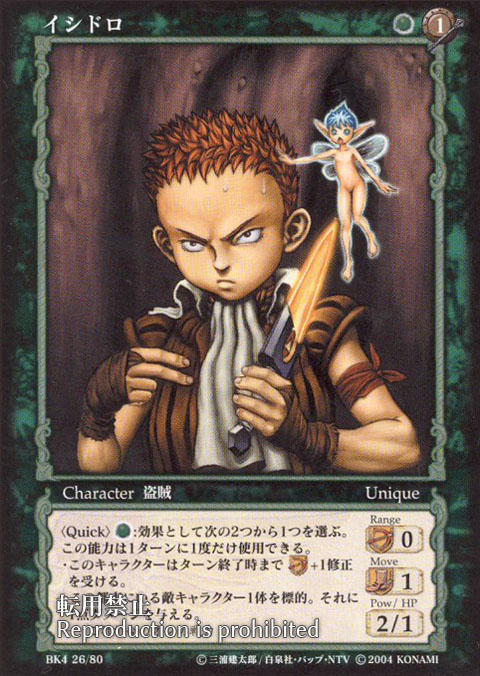 イシドロ
1
Character 盗賊
Unique
〈Quick〉 :効果として次の2つから1つを選ぶ。
この能力は1ターンに1度だけ使用できる。
・このキャラクターはターン終了時まで +1修正
を受ける。
る敵キャラクター1体を標的。それに
を与える。
Range
0
Move
1
Pow/ HP
2/1
転用禁止
Reproduction is prohibited
BK4 26/80
©三浦建太郎/白泉社・バップ・NTV ©2004 KONAMI